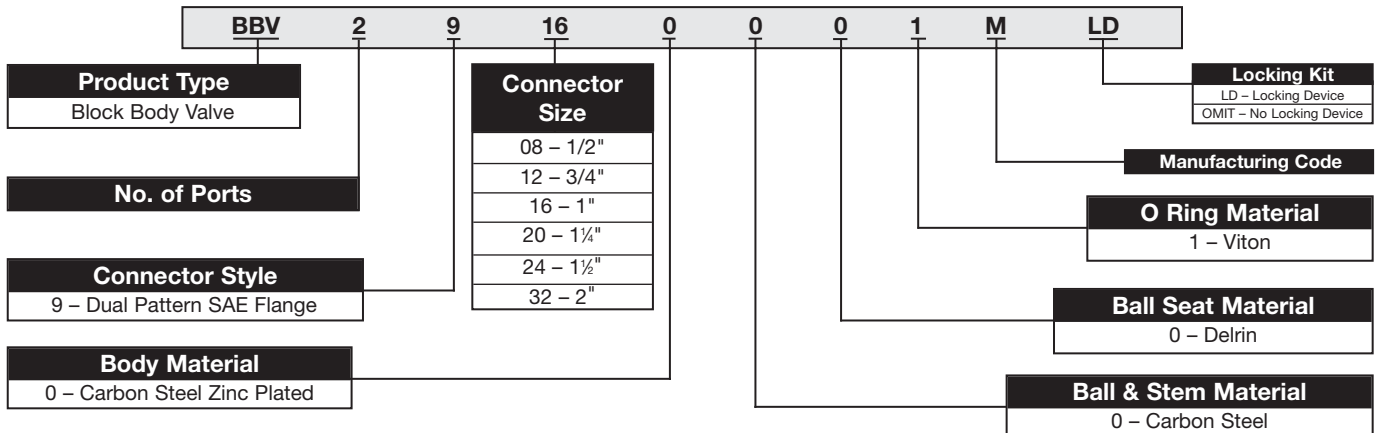 BBV 2 9 16 0 0 0 1 M LD
Product Type
Block Body Valve
No. of Ports
Connector Style
9 – Dual Pattern SAE Flange
Body Material
0 – Carbon Steel Zinc Plated
Connector
Size
08 – 1/2"
12 – 3/4"
16 – 1"
20 – 1¼"
24 – 1½"
32 – 2"
Locking Kit
LD – Locking Device
OMIT – No Locking Device
Manufacturing Code
O Ring Material
1 – Viton
Ball Seat Material
0 – Delrin
Ball & Stem Material
0 – Carbon Steel